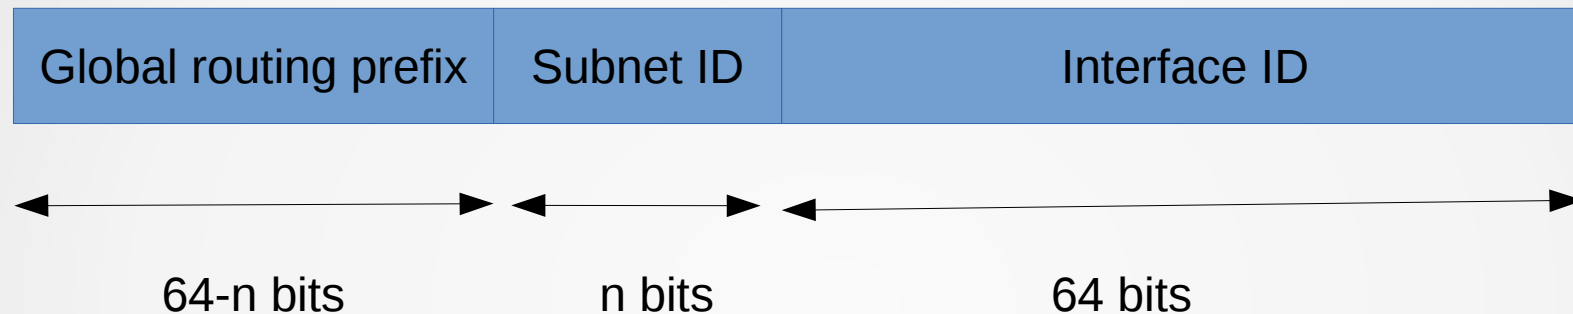 Global routing prefix Subnet ID Interface ID
64-n bits n bits 64 bits